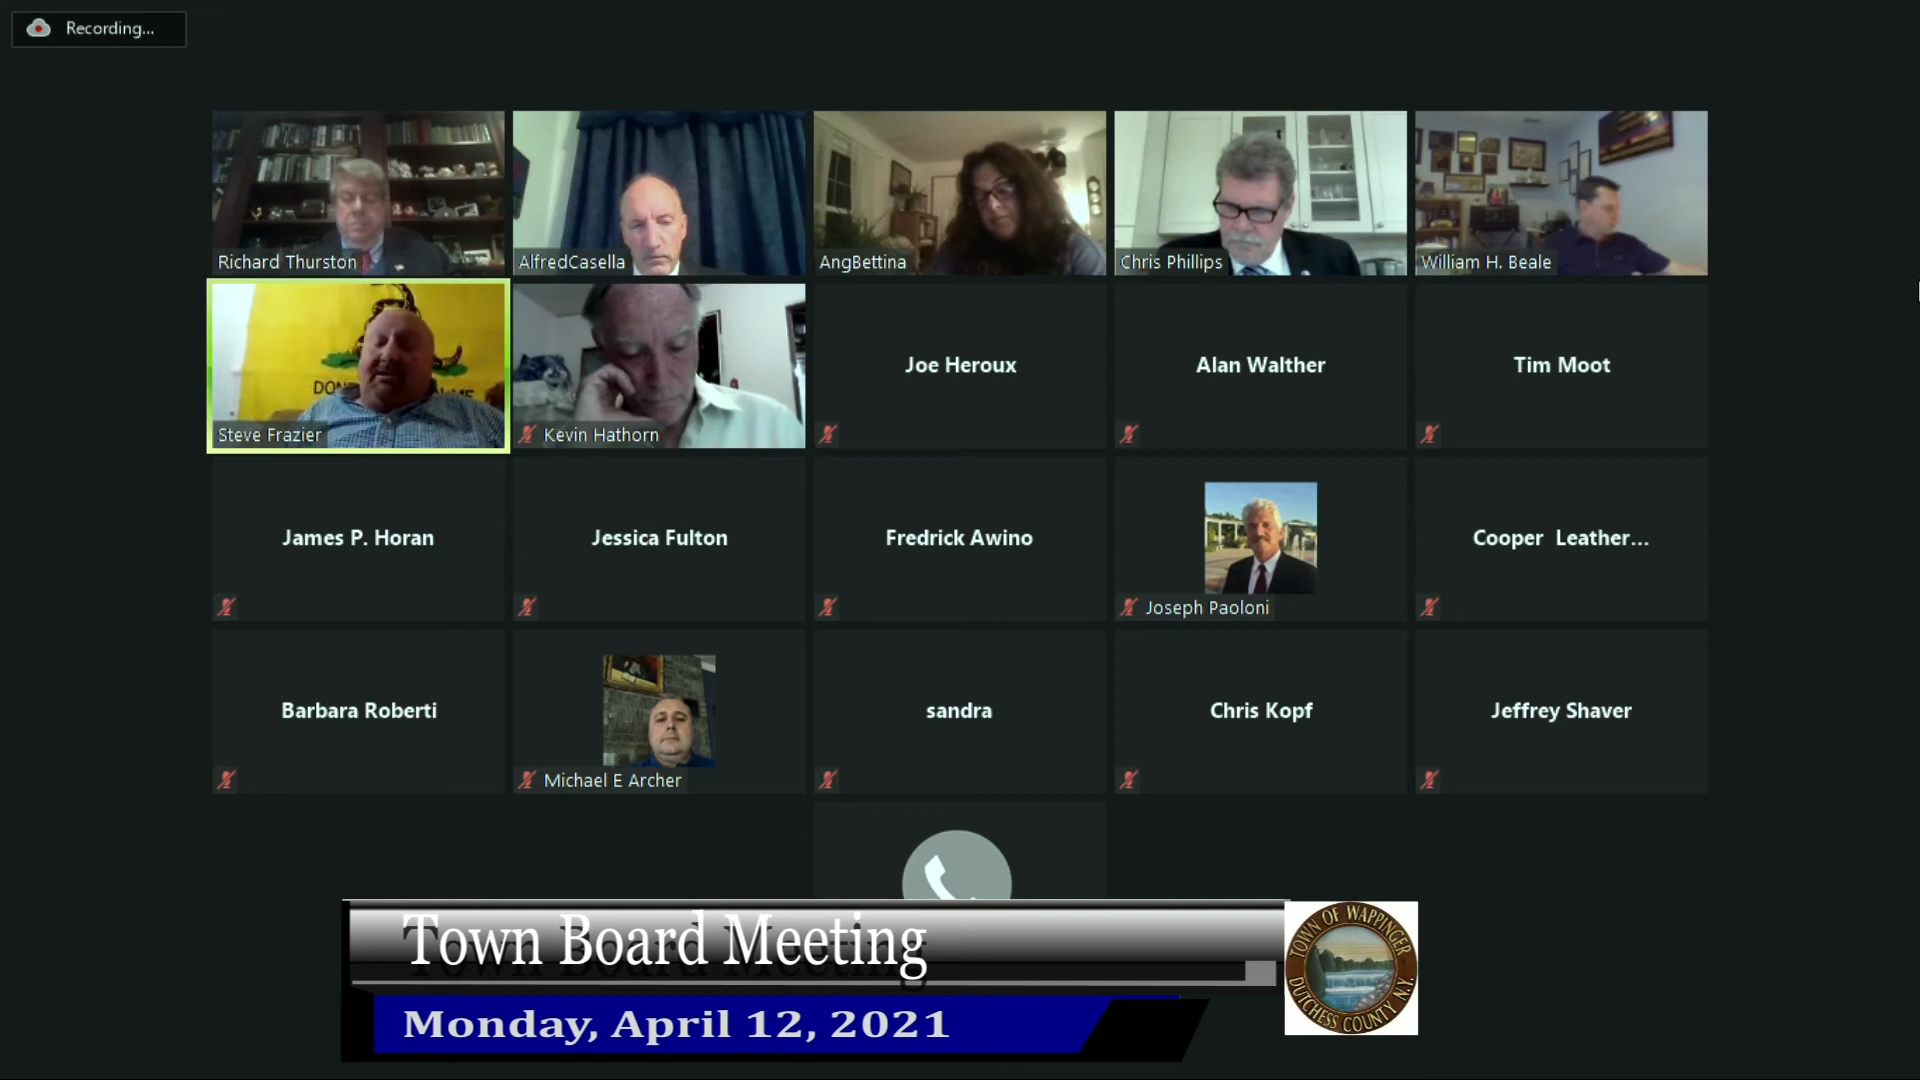 Recording...
Richard Thurston
AlfredCasella
AngBettina
Chris Phillips
William H. Beale
DON
ME
Steve Frazier
Kevin Hathorn
Joe Heroux
Alan Walther
Tim Moot
James P. Horan
Jessica Fulton
Fredrick Awino
Joseph Paoloni
Cooper Leather...
Barbara Roberti
Michael E Archer
sandra
Chris Kopf
Jeffrey Shaver
Town Board Meeting
Monday, April 12, 2021
TOWN OF WAPPINGER
DUTCHESS COUNTY N.Y.